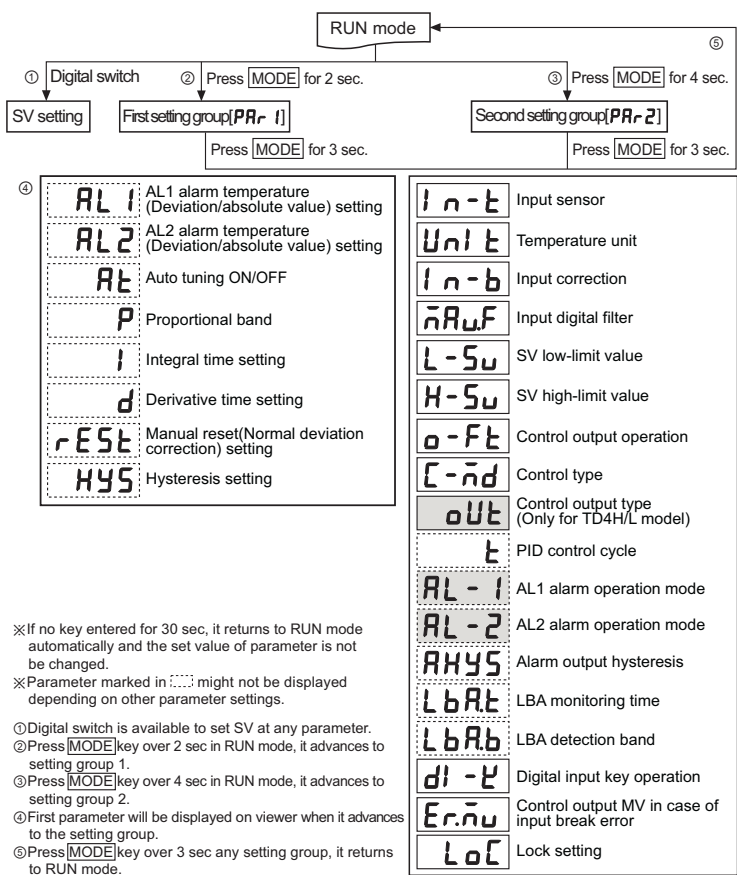 RUN mode
⑤
① Digital switch
② Press MODE for 2 sec.
③ Press MODE for 4 sec.
SV setting
First setting group[PAr1]
Second setting group[PAr2]
Press MODE for 3 sec.
Press MODE for 3 sec.
④
AL1 AL1 alarm temperature
(Deviation/absolute value) setting
AL2 AL2 alarm temperature
(Deviation/absolute value) setting
At Auto tuning ON/OFF
P Proportional band
I Integral time setting
d Derivative time setting
rESt Manual reset(Normal deviation
correction) setting
HYS Hysteresis setting
In-t Input sensor
UnIt Temperature unit
In-b Input correction
mAu.F Input digital filter
L-Su SV low-limit value
H-Su SV high-limit value
o-Ft Control output operation
C-md Control type
oUt Control output type
(Only for TD4H/L model)
t PID control cycle
AL-1 AL1 alarm operation mode
AL-2 AL2 alarm operation mode
AHYS Alarm output hysteresis
LbA.t LBA monitoring time
LbA.b LBA detection band
dI-K Digital input key operation
Er.mu Control output MV in case of
input break error
LoC Lock setting
※If no key entered for 30 sec, it returns to RUN mode
automatically and the set value of parameter is not
be changed.
※Parameter marked in might not be displayed
depending on other parameter settings.
①Digital switch is available to set SV at any parameter.
②Press MODE key over 2 sec in RUN mode, it advances to
setting group 1.
③Press MODE key over 4 sec in RUN mode, it advances to
setting group 2.
④First parameter will be displayed on viewer when it advances
to the setting group.
⑤Press MODE key over 3 sec any setting group, it returns
to RUN mode.